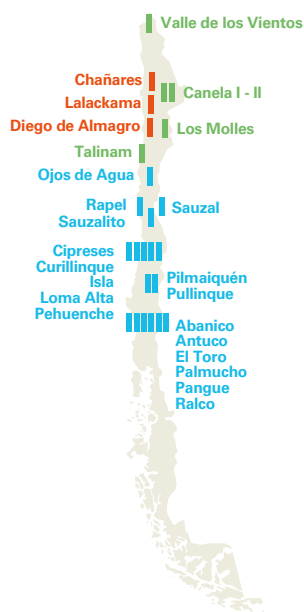 Valle de los Vientos
Chañares
Canela I - II
Lalackama
Diego de Almagro
Los Molles
Talinam
Ojos de Agua
Rapel
Sauzal
Sauzalito
Cipreses
Curillinque
Isla
Loma Alta
Pehuenche
Pilmaiquén
Pullinque
Abanico
Antuco
El Toro
Palmucho
Pangue
Ralco